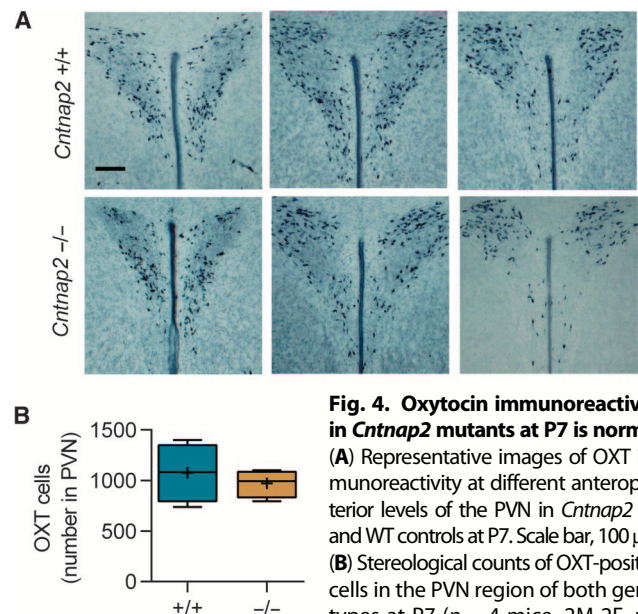 A
Cntnap2 +/+
Cntnap2 −/−
B
OXT cells
(number in PVN)
1500
1000
500
0
+/+
−/−
Fig. 4. Oxytocin immunoreactiv
in Cntnap2 mutants at P7 is norm
(A) Representative images of OXT
munoreactivity at different anterop
terior levels of the PVN in Cntnap2
and WT controls at P7. Scale bar, 100 μ
(B) Stereological counts of OXT-posit
cells in the PVN region of both gen
types at P7